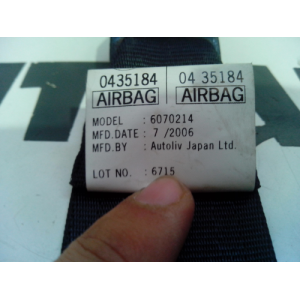 0435184 04 35184
AIRBAG AIRBAG
MODEL : 6070214
MFD.DATE : 7 /2006
MFD.BY : Autoliv Japan Ltd.
LOT NO. : 6715